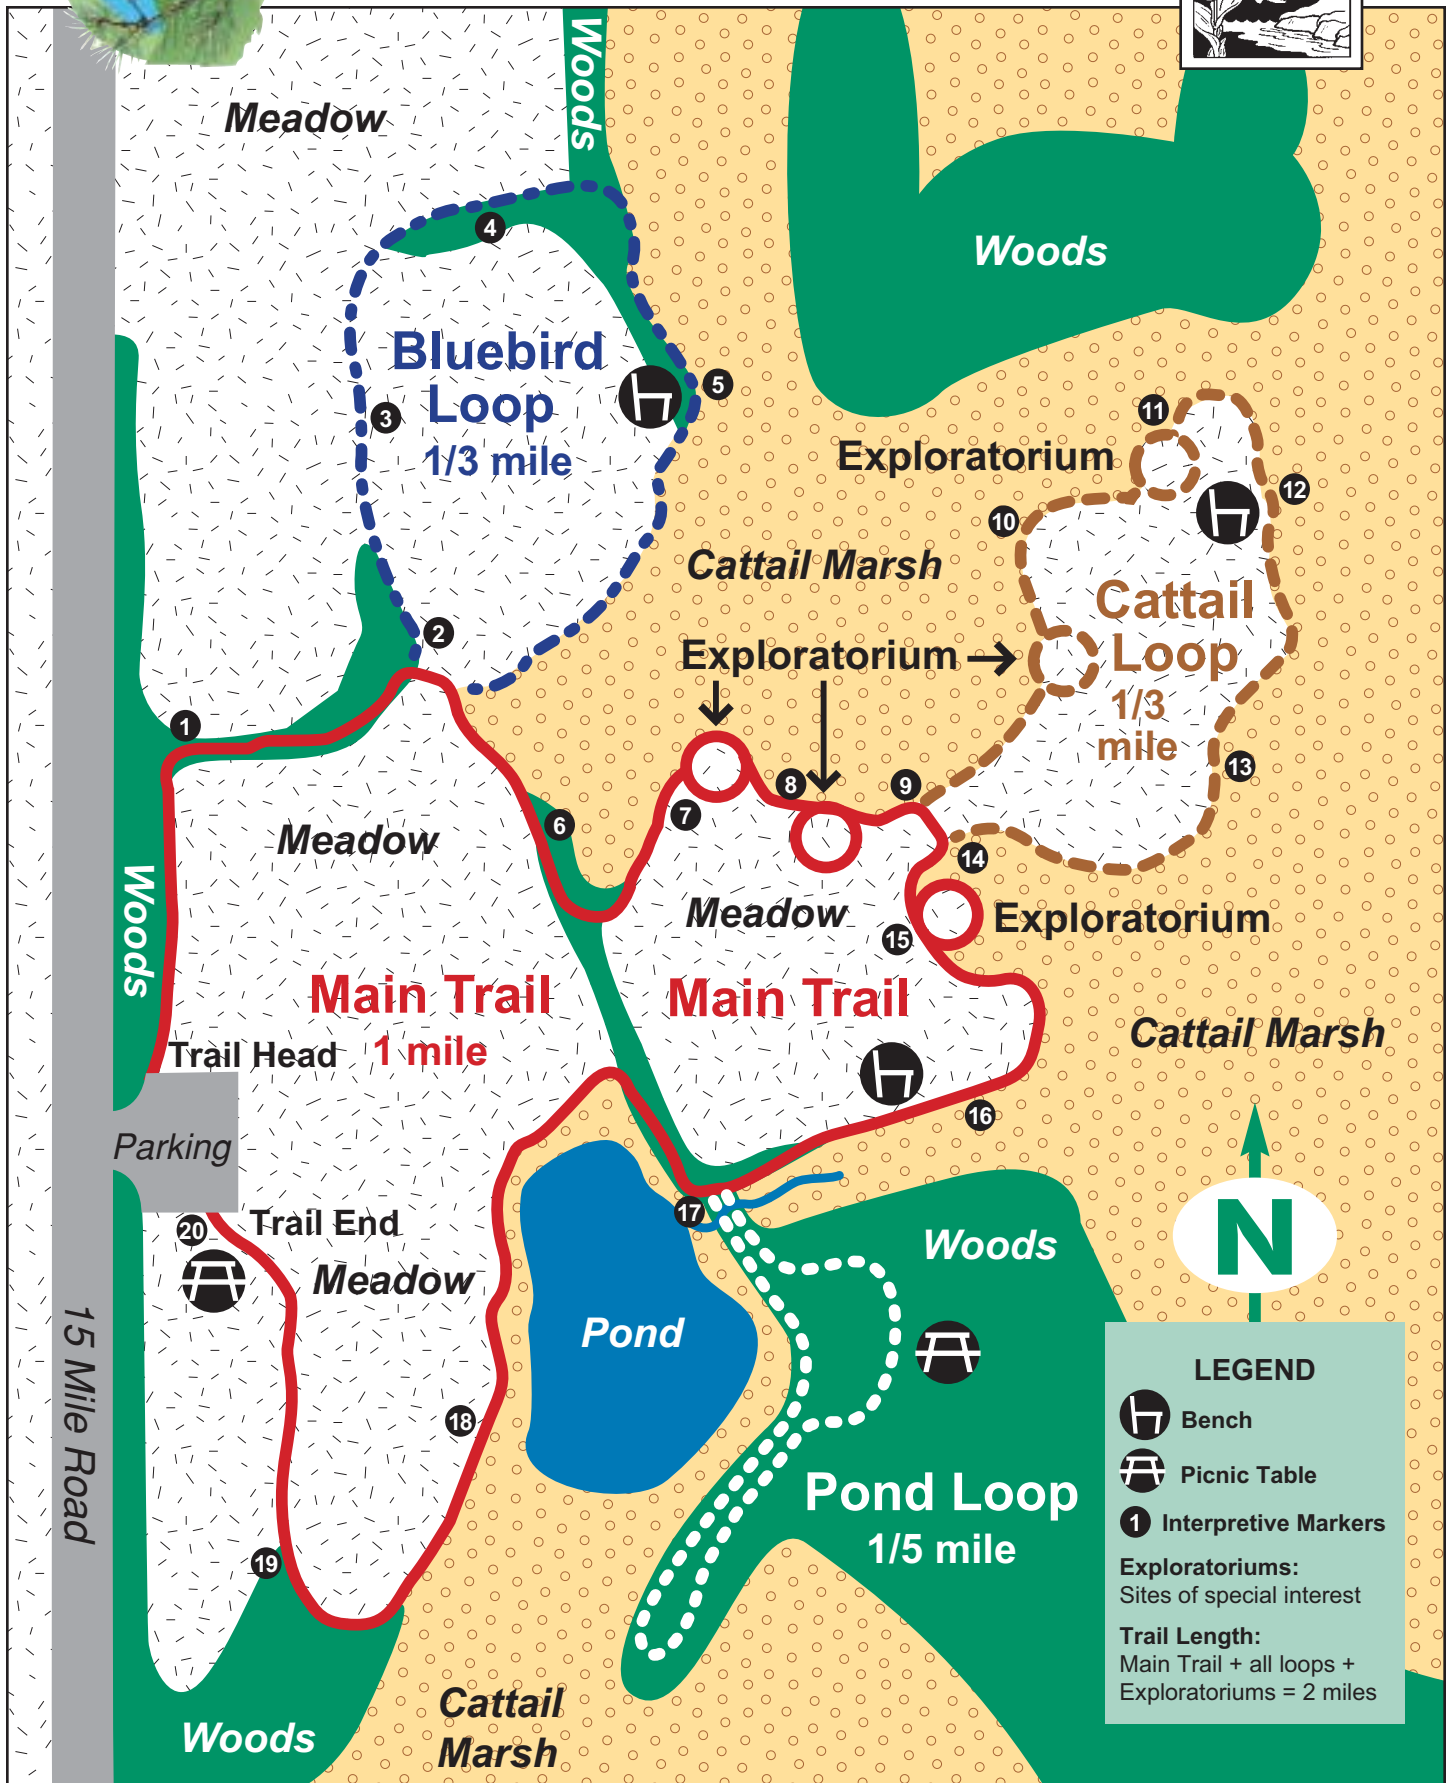 Woods
Meadow
Woods
4
Bluebird
Loop
1/3 mile
5
3
11
Exploratorium
12
10
Cattail Marsh
Cattail
Loop
1/3
mile
2
Exploratorium
1
13
8
9
7
6
Meadow
14
Woods
Meadow
15
Exploratorium
Main Trail
1 mile
Main Trail
Cattail Marsh
Trail Head
16
Parking
17
20
Trail End
Woods
N
Meadow
Pond
15 Mile Road
18
Pond Loop
1/5 mile
19
Cattail
Marsh
Woods
LEGEND
Bench
Picnic Table
1 Interpretive Markers
Exploratoriums:
Sites of special interest
Trail Length:
Main Trail + all loops +
Exploratoriums = 2 miles